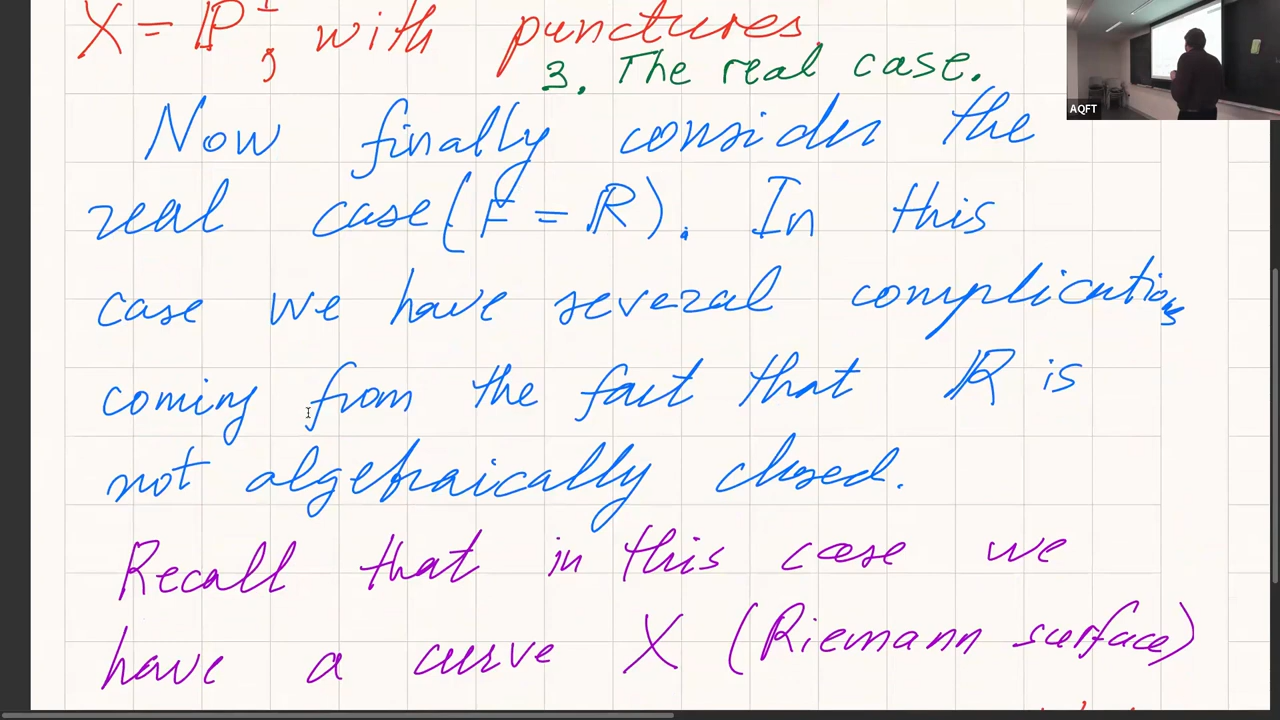 X = ℙ¹, with punctures.
3. The real case.
AQFT
Now finally consider the
real case (F = ℝ). In this
case we have several complications
coming from the fact that ℝ is
not algebraically closed.
Recall that in this case we
have a curve X (Riemann surface)